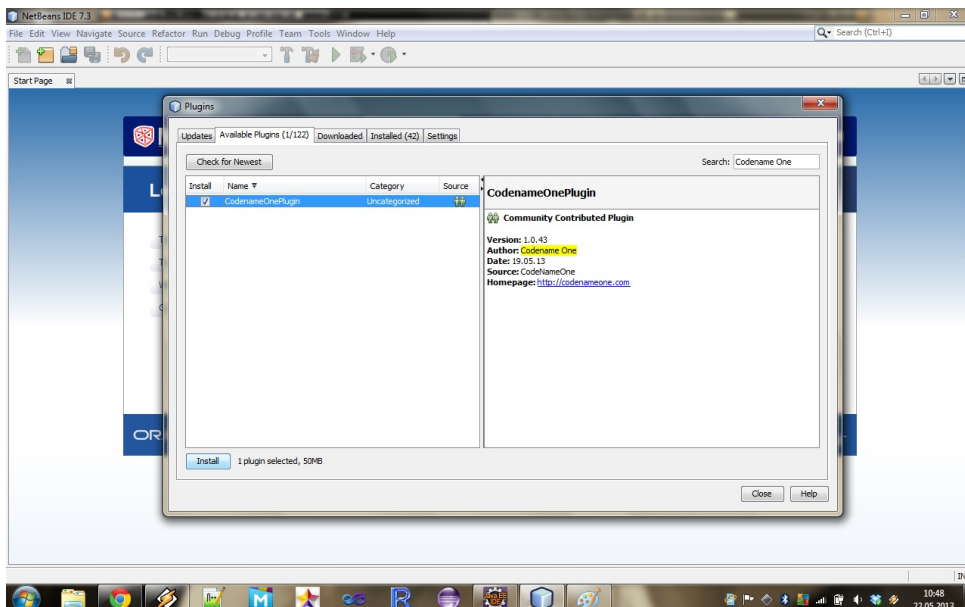 NetBeans IDE 7.3
File Edit View Navigate Source Refactor Run Debug Profile Team Tools Window Help
Search (Ctrl+I)
Start Page
Plugins
Updates Available Plugins (1/122) Downloaded Installed (42) Settings
Check for Newest
Search: Codename One
Install Name Category Source
CodenameOnePlugin Uncategorized
CodenameOnePlugin
Community Contributed Plugin
Version: 1.0.43
Author: Codename One
Date: 19.05.13
Source: CodeNameOne
Homepage: http://codenameone.com
Install 1 plugin selected, 50MB
Close Help
10:48
22.05.2013